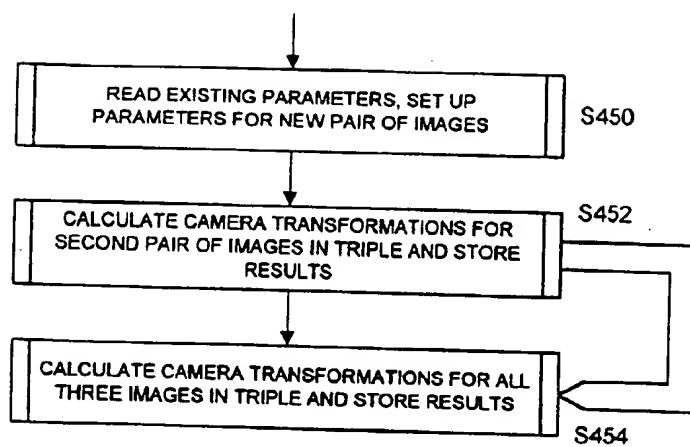 READ EXISTING PARAMETERS, SET UP
PARAMETERS FOR NEW PAIR OF IMAGES
S450
S452
CALCULATE CAMERA TRANSFORMATIONS FOR
SECOND PAIR OF IMAGES IN TRIPLE AND STORE
RESULTS
CALCULATE CAMERA TRANSFORMATIONS FOR ALL
THREE IMAGES IN TRIPLE AND STORE RESULTS
S454